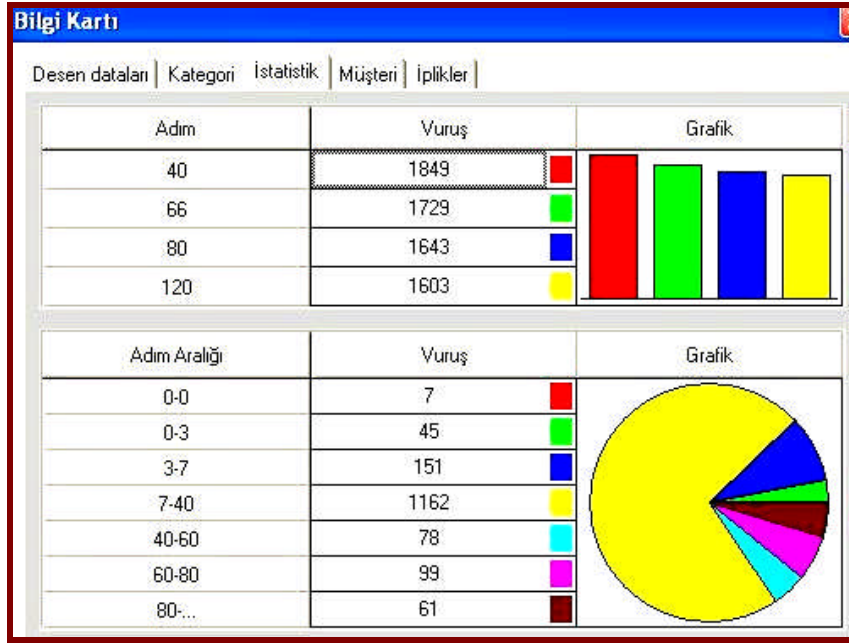 Bilgi Kartı
Desen dataları Kategori İstatistik Müşteri İplikler
Adım Vuruş Grafik
40 1849
66 1729
80 1643
120 1603
Adım Aralığı Vuruş Grafik
0-0 7
0-3 45
3-7 151
7-40 1162
40-60 78
60-80 99
80-... 61